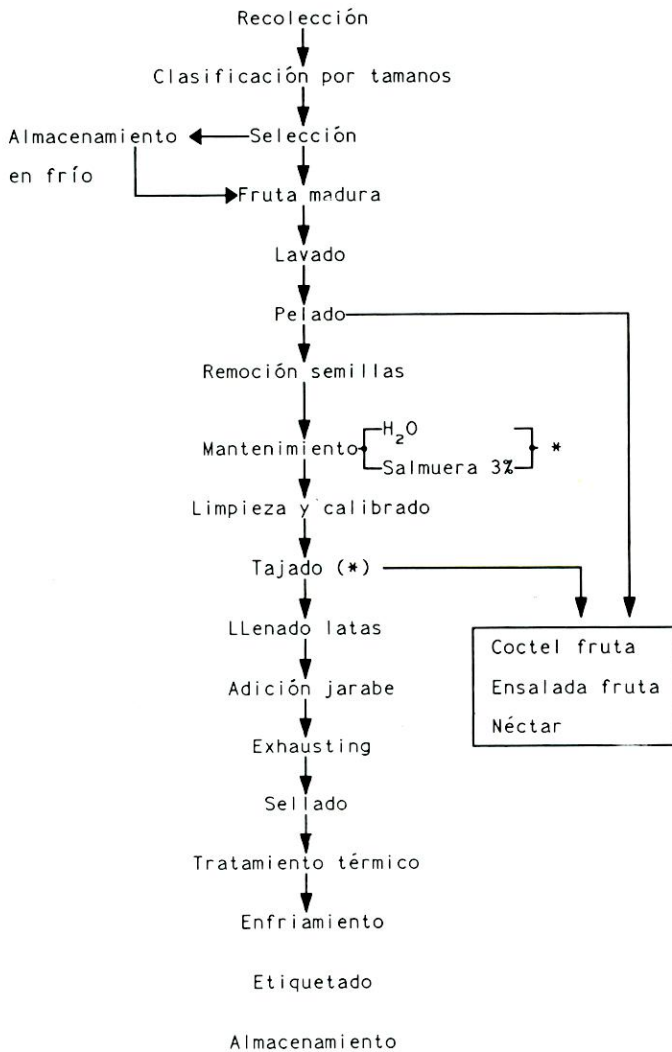 Recolección
Clasificación por tamanos
Almacenamiento
en frío
Selección
Fruta madura
Lavado
Pelado
Remoción semillas
Mantenimiento
H₂O
Salmuera 3%
*
Limpieza y calibrado
Tajado (*)
LLenado latas
Adición jarabe
Exhausting
Sellado
Tratamiento térmico
Enfriamiento
Etiquetado
Almacenamiento
Coctel fruta
Ensalada fruta
Néctar